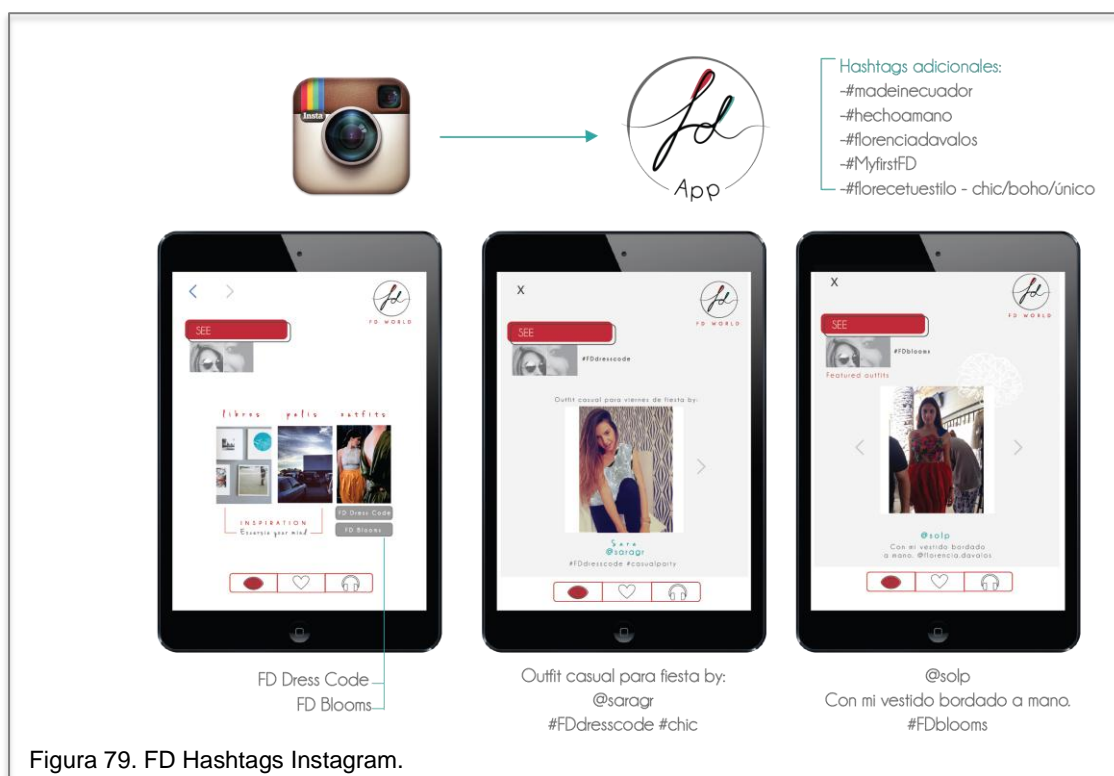 Insta
fd
App
Hashtags adicionales:
-#madeinecuador
-#hechoamano
-#florenciadavalos
-#MyfirstFD
-#florecetuestilo - chic/boho/único
< >
fd
FD WORLD
SEE
libros pelis outfits
FD Dress Code
INSPIRATION
FD Blooms
your mind
FD Dress Code
FD Blooms
X
fd
FD WORLD
SEE
#FDdresscode
Outfit casual para viernes de fiesta by:
>
Sara
@saragr
#FDdresscode #casualparty
Outfit casual para fiesta by:
@saragr
#FDdresscode #chic
X
fd
FD WORLD
SEE
#FDblooms
Featured outfits
< >
@solp
Con mi vestido bordado
a mano. @florencia.davalos
@solp
Con mi vestido bordado a mano.
#FDblooms
Figura 79. FD Hashtags Instagram.